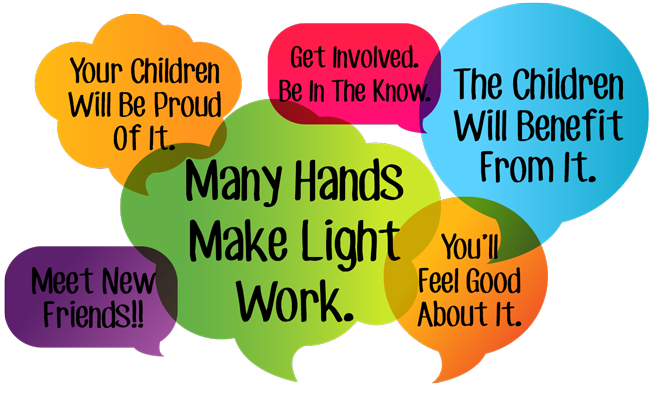 Your Children
Will Be Proud
Of It.
Get Involved.
Be In The Know.
The Children
Will Benefit
From It.
Many Hands
Make Light
Work.
Meet New
Friends!!
You'll
Feel Good
About It.